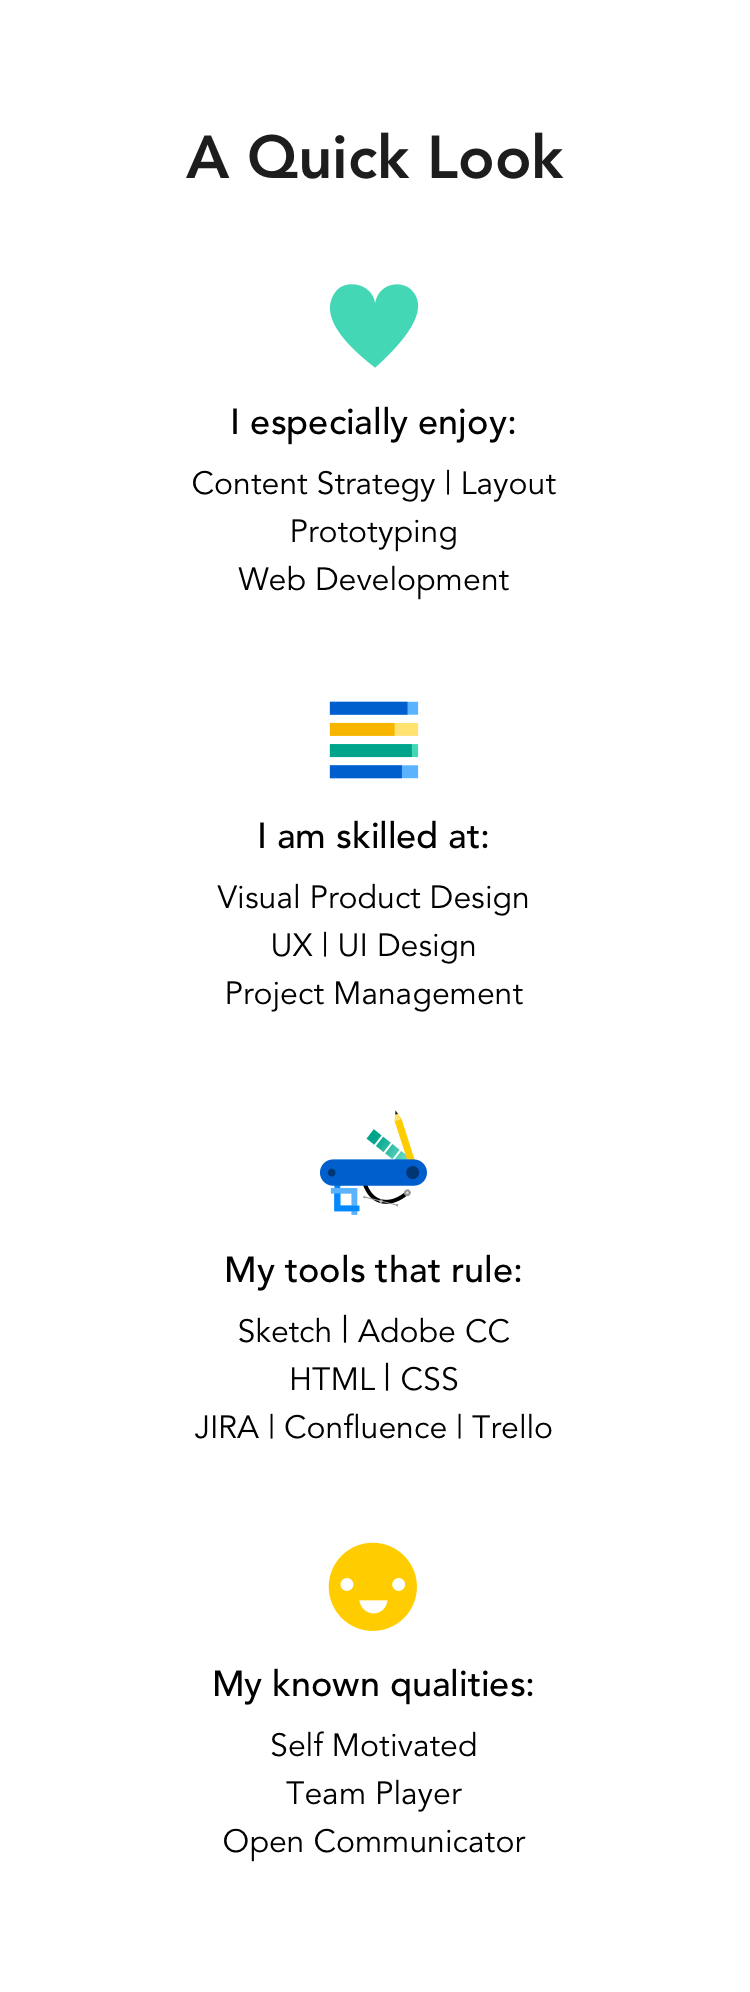 A Quick Look
I especially enjoy:
Content Strategy | Layout
Prototyping
Web Development
I am skilled at:
Visual Product Design
UX | UI Design
Project Management
My tools that rule:
Sketch | Adobe CC
HTML | CSS
JIRA | Confluence | Trello
My known qualities:
Self Motivated
Team Player
Open Communicator